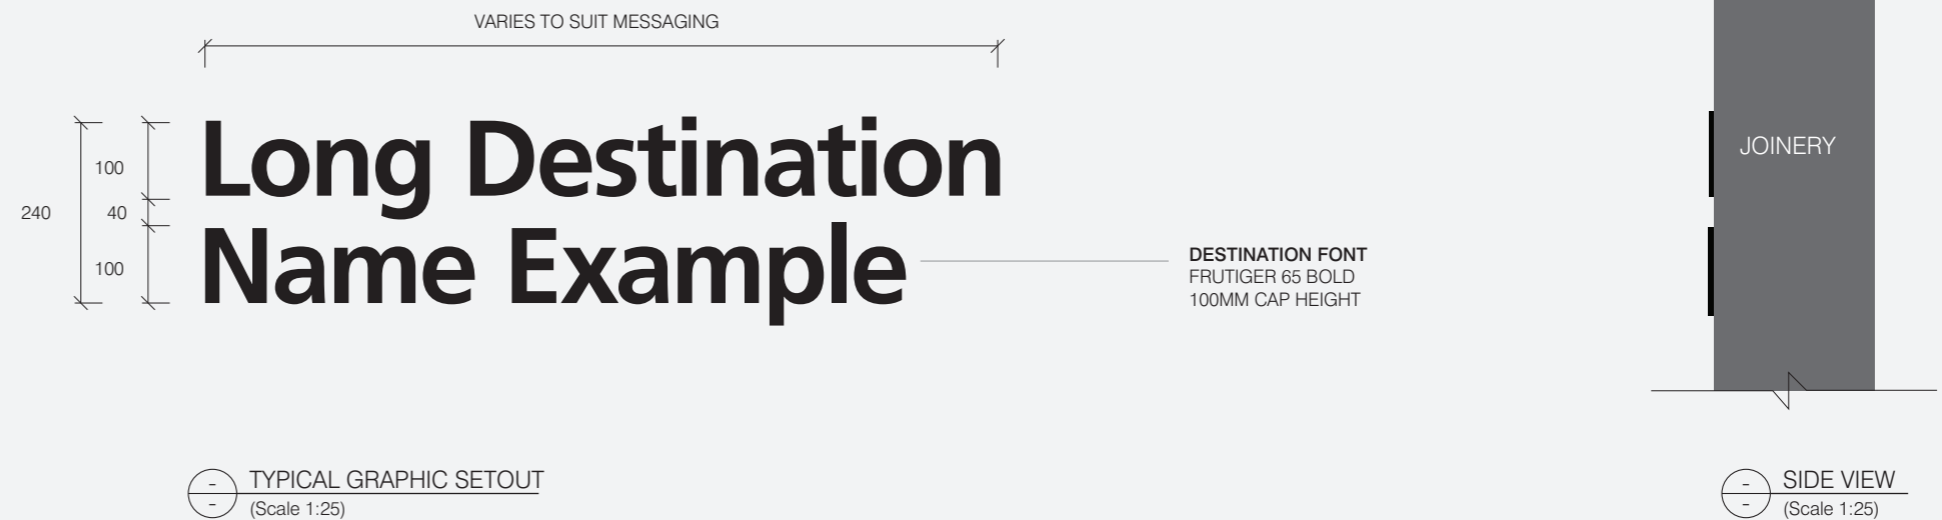 VARIES TO SUIT MESSAGING
100
40
100
240
Long Destination
Name Example
DESTINATION FONT
FRUTIGER 65 BOLD
100MM CAP HEIGHT
JOINERY
-
-
TYPICAL GRAPHIC SETOUT
(Scale 1:25)
-
-
SIDE VIEW
(Scale 1:25)